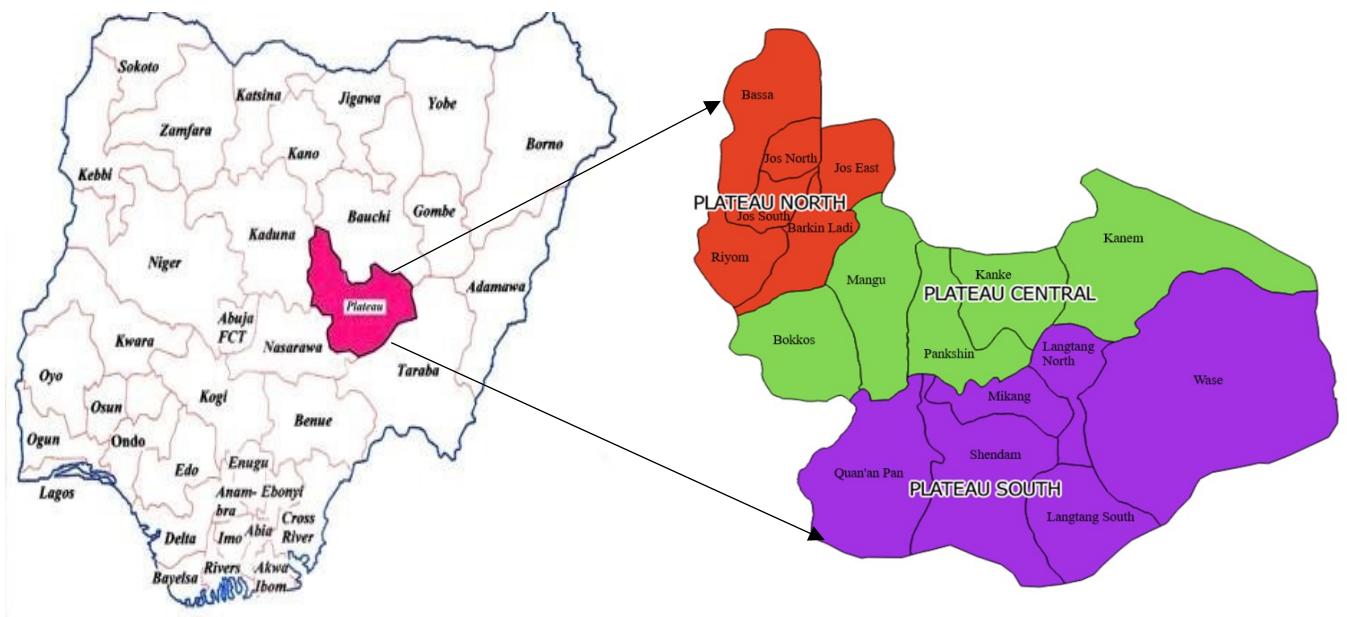 Sokoto
Katsina
Jigawa
Yobe
Zamfara
Kano
Borno
Kebbi
Bauchi
Gombe
Kaduna
Niger
Adamawa
Plateau
Abuja
FCT
Nasarawa
Kwara
Taraba
Oyo
Kogi
Osun
Benue
Ogun
Ondo
Edo
Enugu
Lagos
Anam-
bra
Ebonyi
Cross
River
Delta
Imo
Abia
Bayelsa
Rivers
Akwa
Ibom
Bassa
Jos North
Jos East
PLATEAU NORTH
Jos South
Barkin Ladi
Riyom
Kanem
Mangu
Kanke
PLATEAU CENTRAL
Bokkos
Pankshin
Langtang
North
Wase
Mikang
Shendam
Quan'an Pan
PLATEAU SOUTH
Langtang South